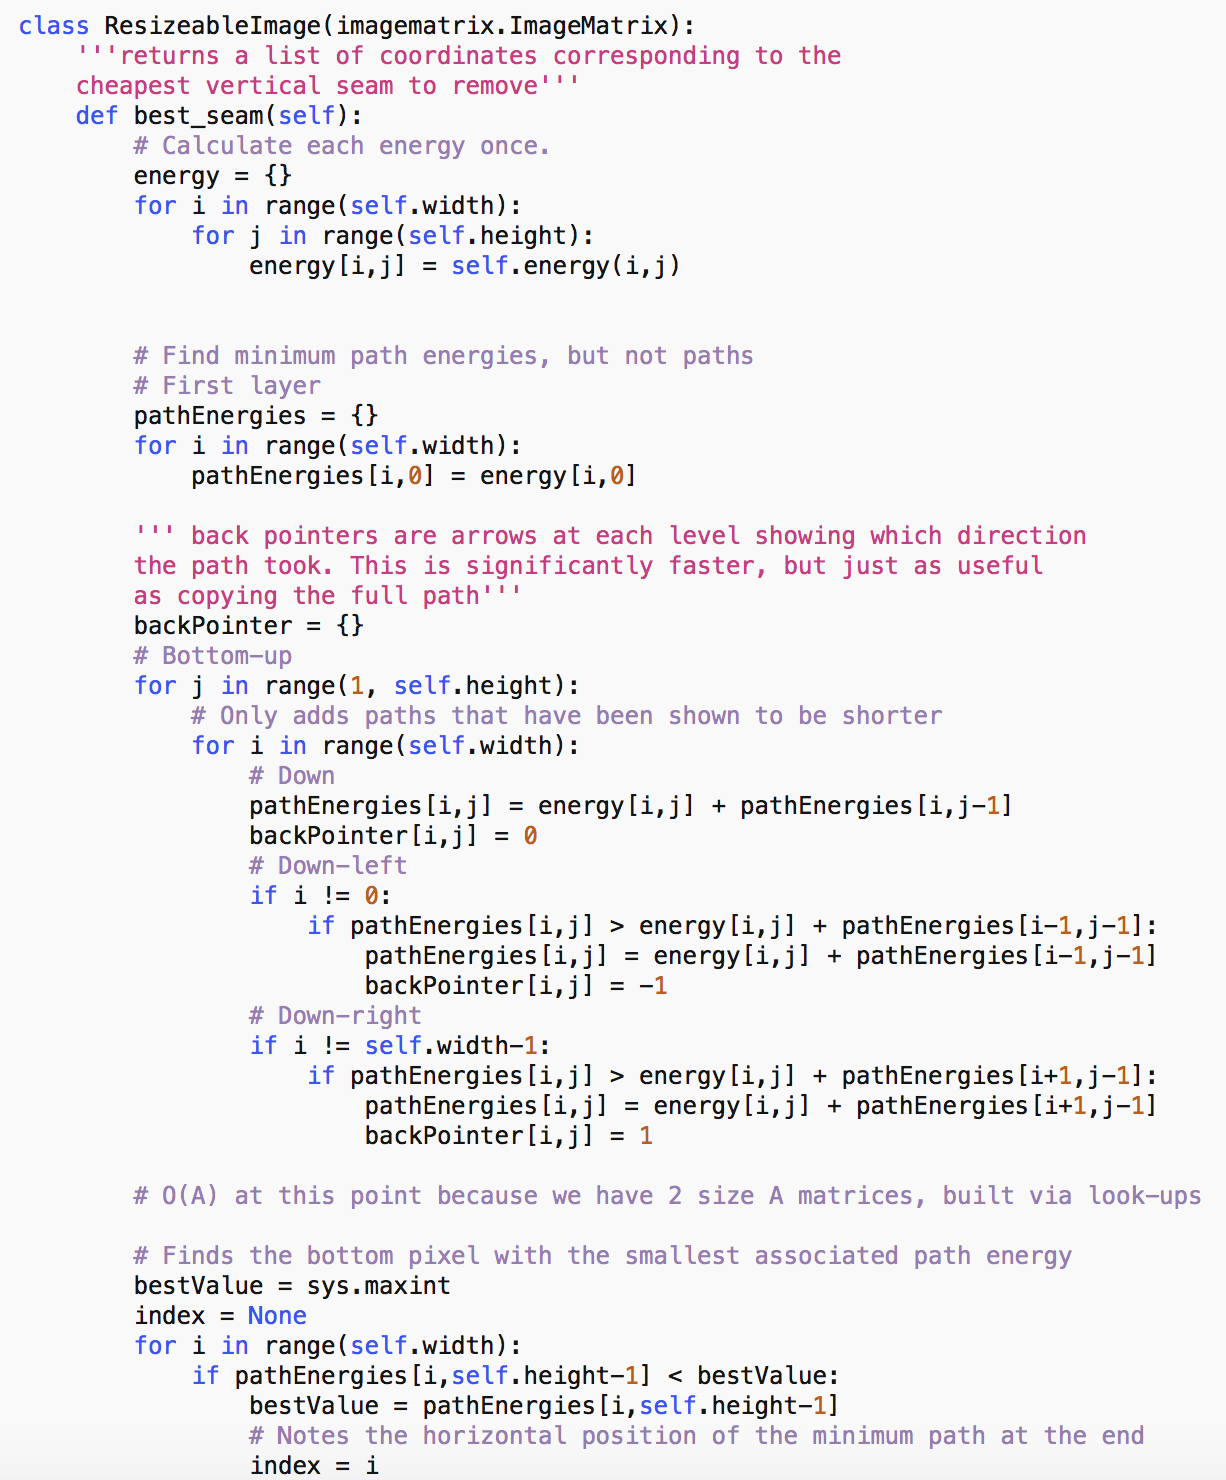 class ResizeableImage(imagematrix.ImageMatrix):
    '''returns a list of coordinates corresponding to the
    cheapest vertical seam to remove'''
    def best_seam(self):
        # Calculate each energy once.
        energy = {}
        for i in range(self.width):
            for j in range(self.height):
                energy[i,j] = self.energy(i,j)

        # Find minimum path energies, but not paths
        # First layer
        pathEnergies = {}
        for i in range(self.width):
            pathEnergies[i,0] = energy[i,0]

        ''' back pointers are arrows at each level showing which direction
        the path took. This is significantly faster, but just as useful
        as copying the full path'''
        backPointer = {}
        # Bottom-up
        for j in range(1, self.height):
            # Only adds paths that have been shown to be shorter
            for i in range(self.width):
                # Down
                pathEnergies[i,j] = energy[i,j] + pathEnergies[i,j-1]
                backPointer[i,j] = 0
                # Down-left
                if i != 0:
                    if pathEnergies[i,j] > energy[i,j] + pathEnergies[i-1,j-1]:
                        pathEnergies[i,j] = energy[i,j] + pathEnergies[i-1,j-1]
                        backPointer[i,j] = -1
                # Down-right
                if i != self.width-1:
                    if pathEnergies[i,j] > energy[i,j] + pathEnergies[i+1,j-1]:
                        pathEnergies[i,j] = energy[i,j] + pathEnergies[i+1,j-1]
                        backPointer[i,j] = 1

        # O(A) at this point because we have 2 size A matrices, built via look-ups

        # Finds the bottom pixel with the smallest associated path energy
        bestValue = sys.maxint
        index = None
        for i in range(self.width):
            if pathEnergies[i,self.height-1] < bestValue:
                bestValue = pathEnergies[i,self.height-1]
                # Notes the horizontal position of the minimum path at the end
                index = i